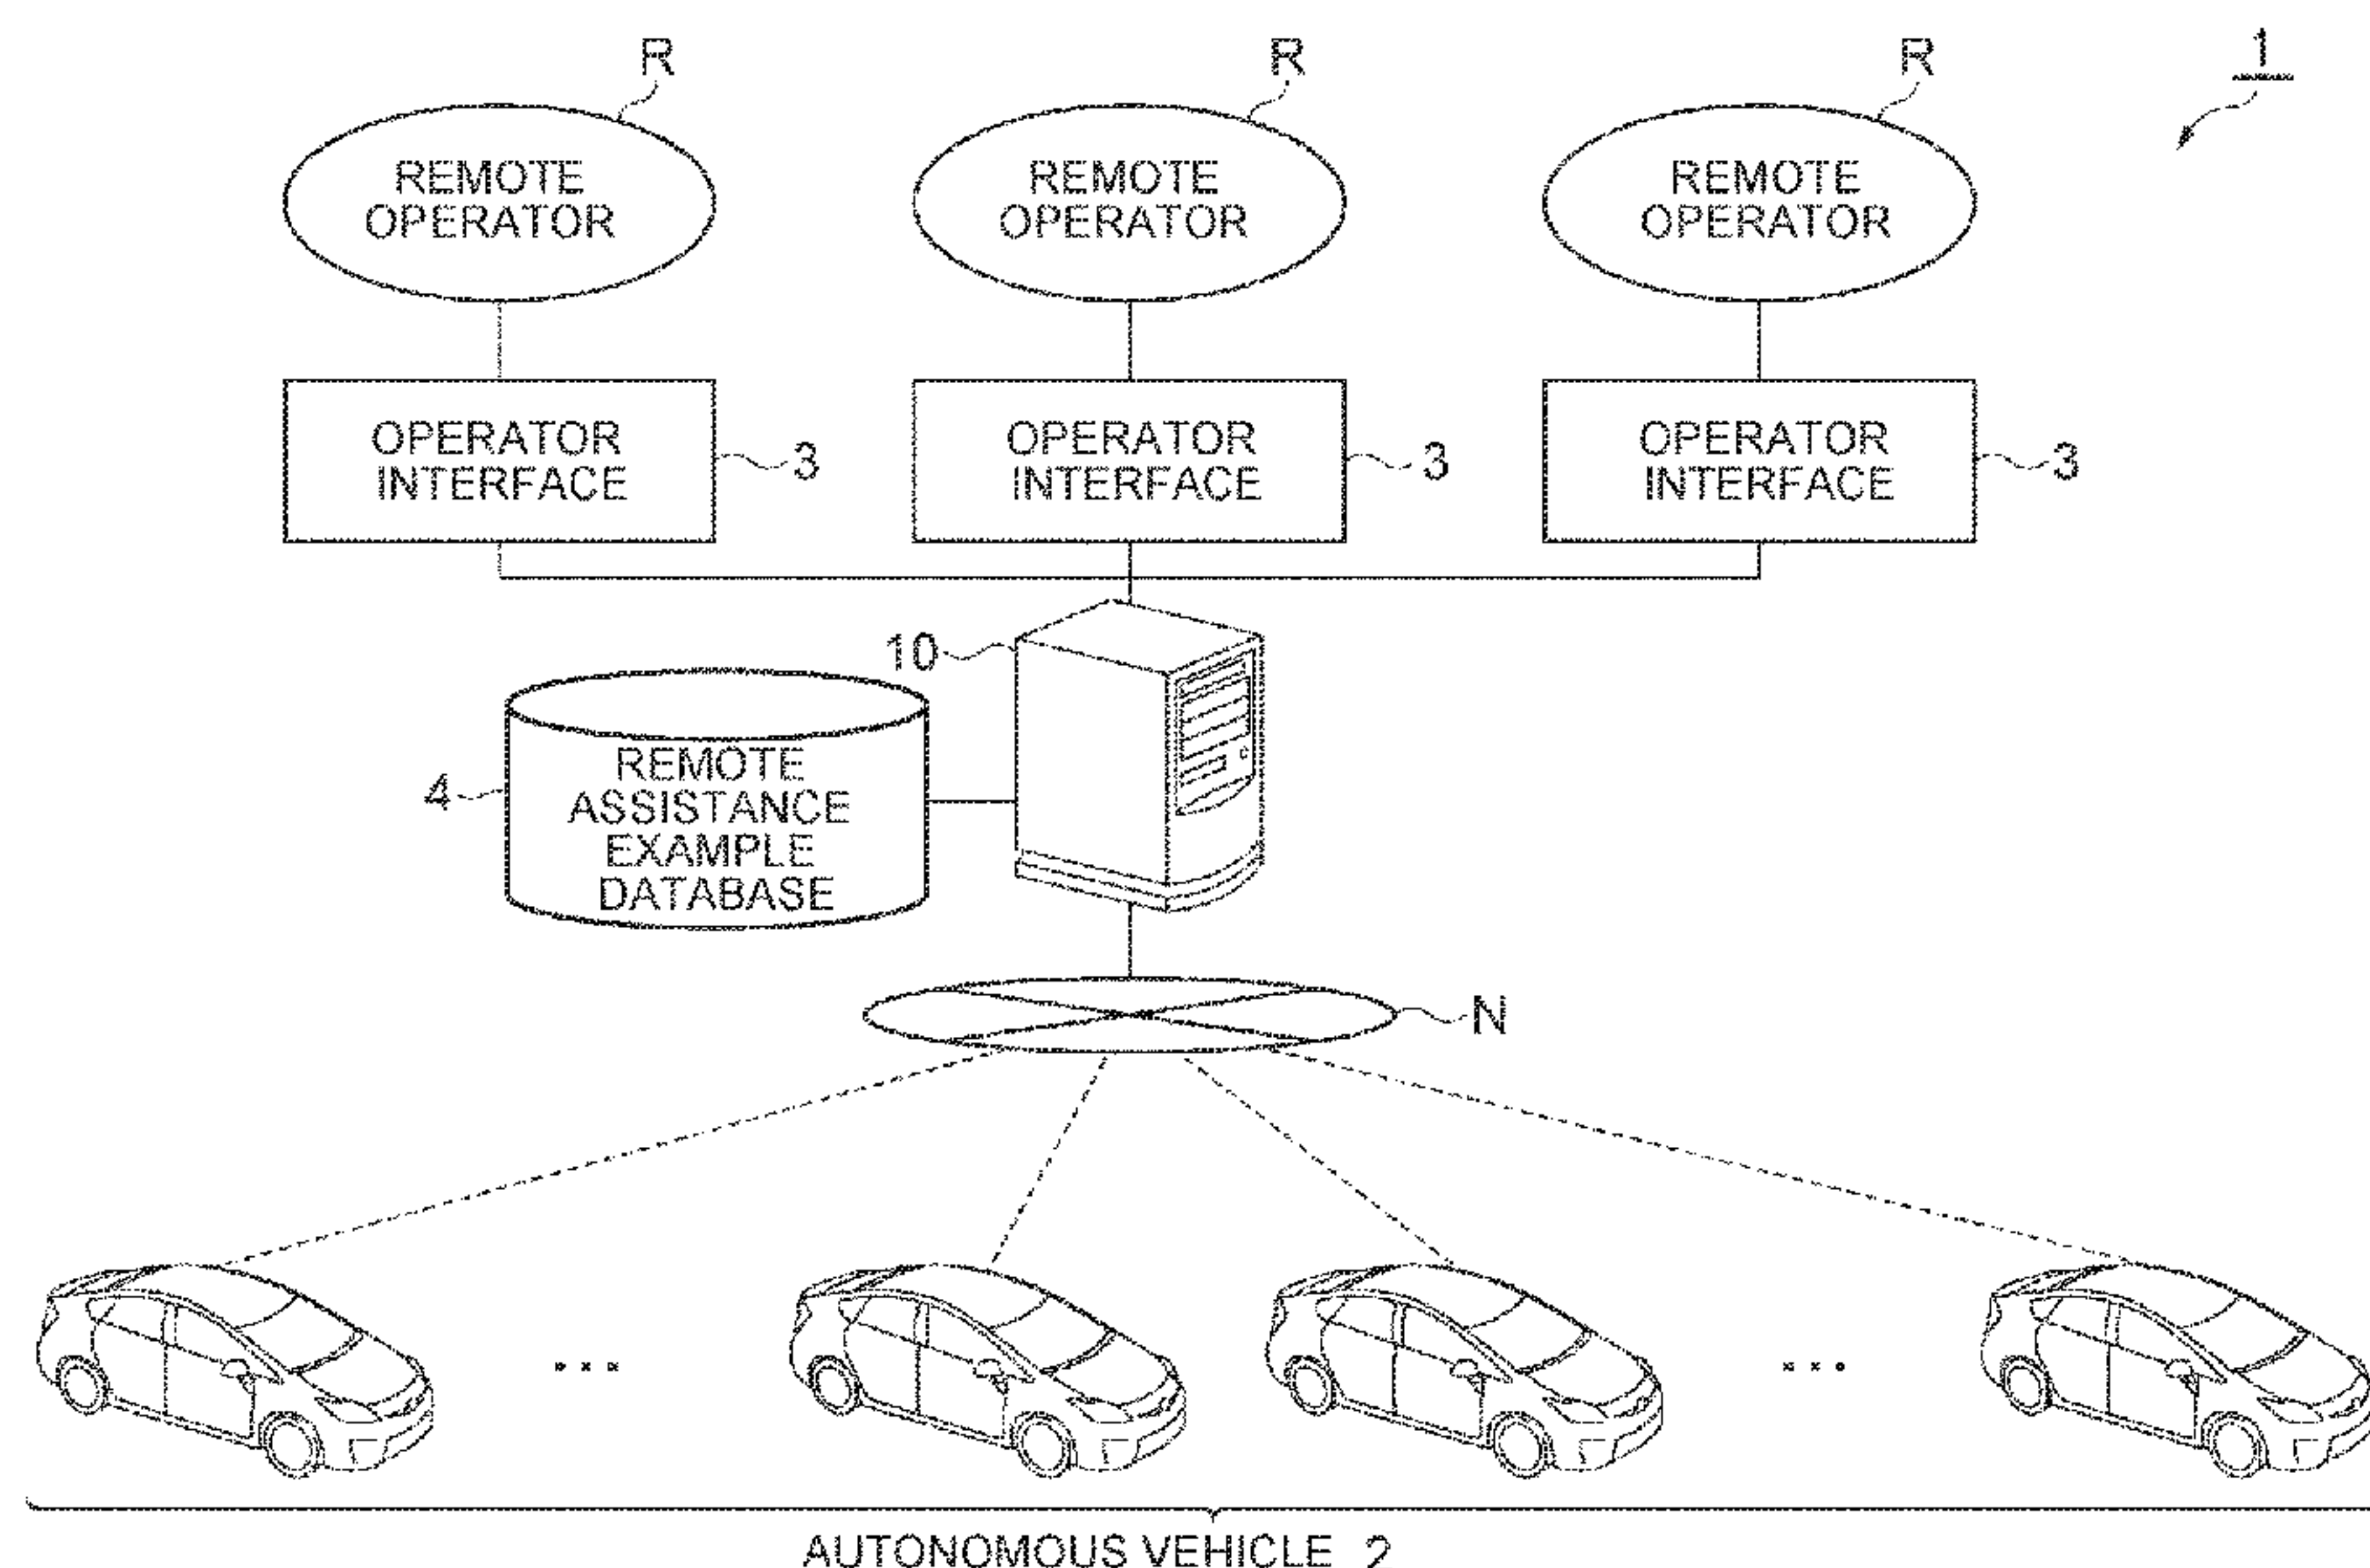 R R R 1
REMOTE
OPERATOR
REMOTE
OPERATOR
REMOTE
OPERATOR
OPERATOR
INTERFACE
3
OPERATOR
INTERFACE
3
OPERATOR
INTERFACE
3
10
4
REMOTE
ASSISTANCE
EXAMPLE
DATABASE
N
...
...
AUTONOMOUS VEHICLE 2